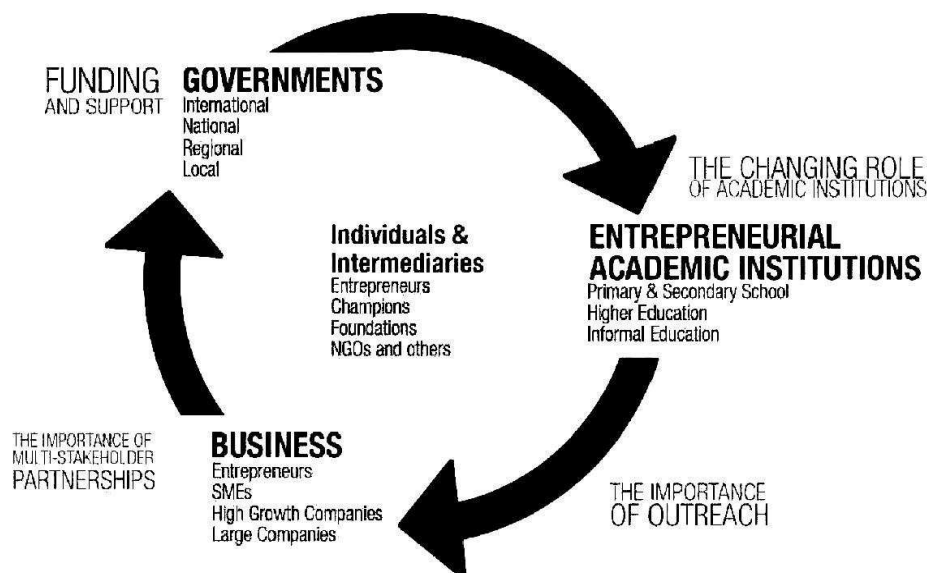 FUNDING
AND SUPPORT
GOVERNMENTS
International
National
Regional
Local
THE CHANGING ROLE
OF ACADEMIC INSTITUTIONS
ENTREPRENEURIAL
ACADEMIC INSTITUTIONS
Primary & Secondary School
Higher Education
Informal Education
Individuals &
Intermediaries
Entrepreneurs
Champions
Foundations
NGOs and others
THE IMPORTANCE OF
MULTI-STAKEHOLDER
PARTNERSHIPS
BUSINESS
Entrepreneurs
SMEs
High Growth Companies
Large Companies
THE IMPORTANCE
OF OUTREACH